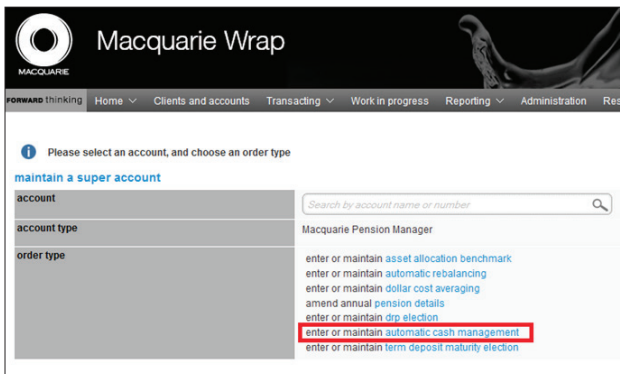 MACQUARIE
Macquarie Wrap
FORWARD thinking Home Clients and accounts Transacting Work in progress Reporting Administration Res
Please select an account, and choose an order type
maintain a super account
account
Search by account name or number
account type
Macquarie Pension Manager
order type
enter or maintain asset allocation benchmark
enter or maintain automatic rebalancing
enter or maintain dollar cost averaging
amend annual pension details
enter or maintain drp election
enter or maintain automatic cash management
enter or maintain term deposit maturity election